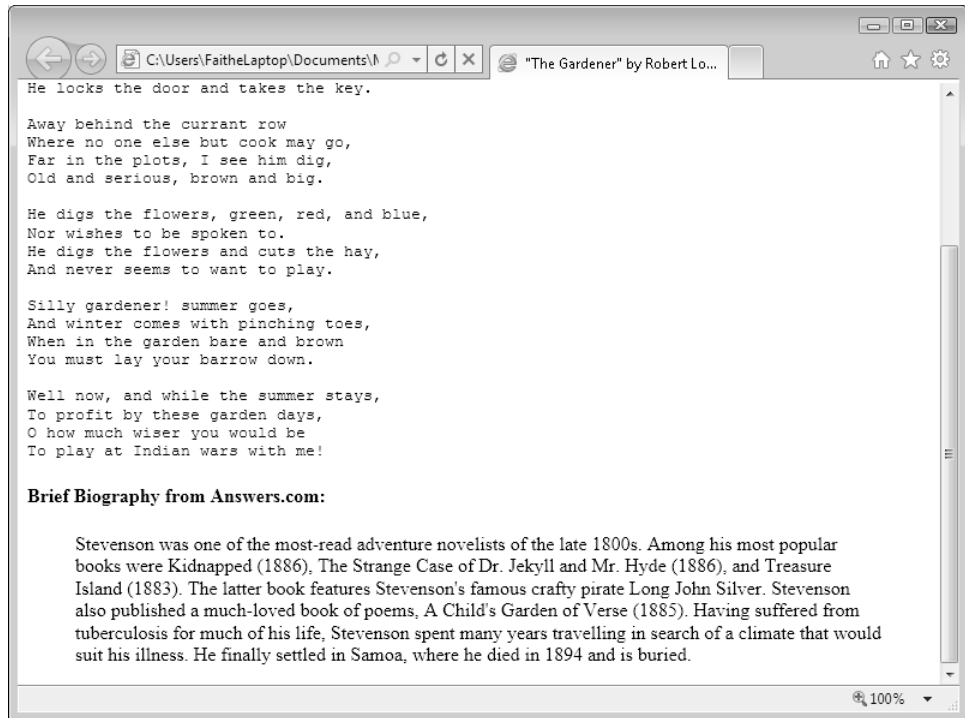 C:\Users\FaitheLaptop\Documents\
"The Gardener" by Robert Lo...
He locks the door and takes the key.
Away behind the currant row
Where no one else but cook may go,
Far in the plots, I see him dig,
Old and serious, brown and big.
He digs the flowers, green, red, and blue,
Nor wishes to be spoken to.
He digs the flowers and cuts the hay,
And never seems to want to play.
Silly gardener! summer goes,
And winter comes with pinching toes,
When in the garden bare and brown
You must lay your barrow down.
Well now, and while the summer stays,
To profit by these garden days,
O how much wiser you would be
To play at Indian wars with me!
Brief Biography from Answers.com:
Stevenson was one of the most-read adventure novelists of the late 1800s. Among his most popular
books were Kidnapped (1886), The Strange Case of Dr. Jekyll and Mr. Hyde (1886), and Treasure
Island (1883). The latter book features Stevenson's famous crafty pirate Long John Silver. Stevenson
also published a much-loved book of poems, A Child's Garden of Verse (1885). Having suffered from
tuberculosis for much of his life, Stevenson spent many years travelling in search of a climate that would
suit his illness. He finally settled in Samoa, where he died in 1894 and is buried.
100%